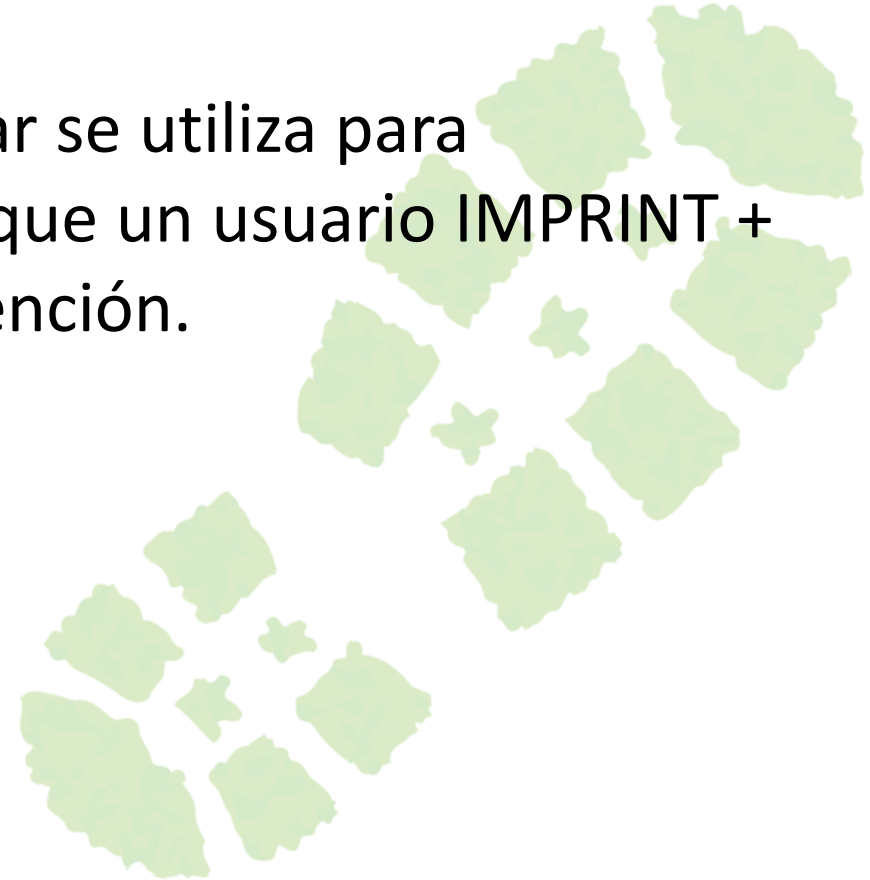 ar se utiliza para
que un usuario IMPRINT +
ención.